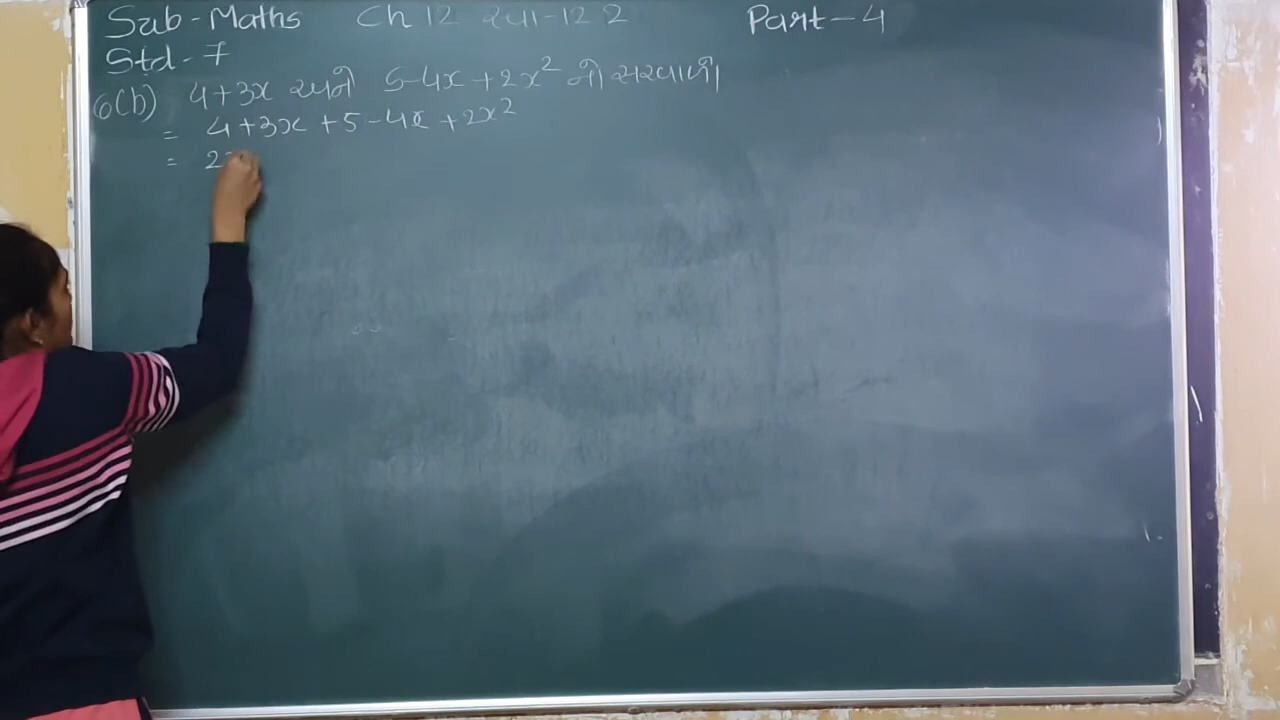 Sub - Maths Ch 12 સ્વા-12.2 Part - 4
Std - 7
6(b) 4+3x અને 5-4x+2x² નો સરવાળો
= 4+3x+5-4x+2x²
= 2x